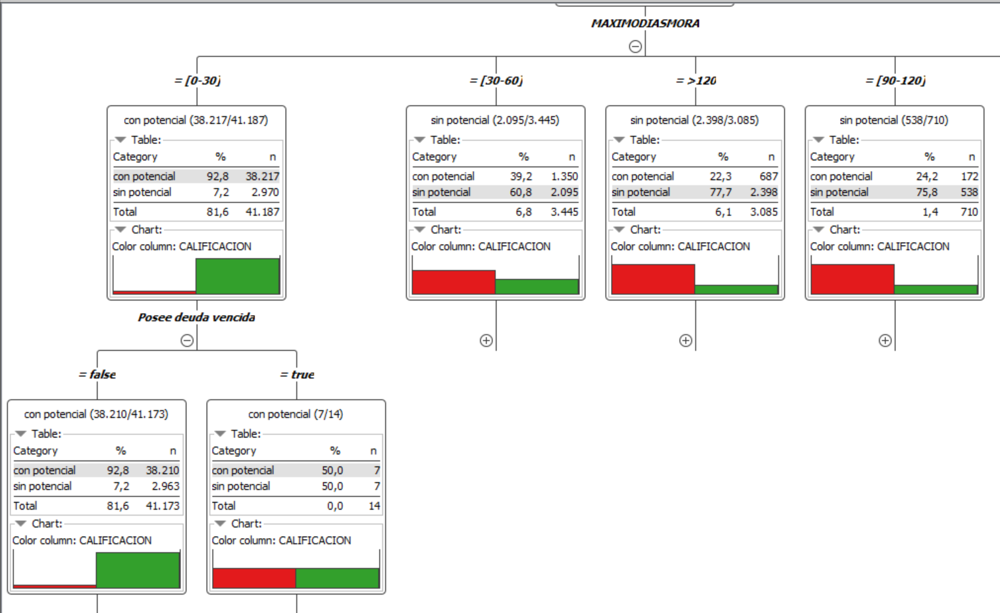 MAXIMODIASMORA
= [0-30]
con potencial (38.217/41.187)
Table:
Category % n
con potencial 92,8 38.217
sin potencial 7,2 2.970
Total 81,6 41.187
Chart:
Color column: CALIFICACION
= [30-60]
sin potencial (2.095/3.445)
Table:
Category % n
con potencial 39,2 1.350
sin potencial 60,8 2.095
Total 6,8 3.445
Chart:
Color column: CALIFICACION
= >120
sin potencial (2.398/3.085)
Table:
Category % n
con potencial 22,3 687
sin potencial 77,7 2.398
Total 6,1 3.085
Chart:
Color column: CALIFICACION
= [90-120]
sin potencial (538/710)
Table:
Category % n
con potencial 24,2 172
sin potencial 75,8 538
Total 1,4 710
Chart:
Color column: CALIFICACION
Posee deuda vencida
= false
con potencial (38.210/41.173)
Table:
Category % n
con potencial 92,8 38.210
sin potencial 7,2 2.963
Total 81,6 41.173
Chart:
Color column: CALIFICACION
= true
con potencial (7/14)
Table:
Category % n
con potencial 50,0 7
sin potencial 50,0 7
Total 0,0 14
Chart:
Color column: CALIFICACION